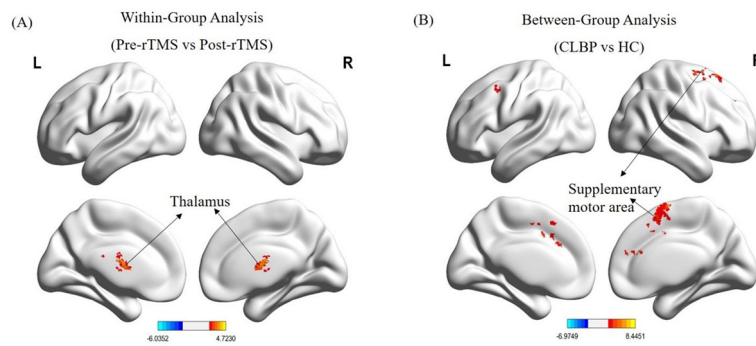 (A)
Within-Group Analysis
(Pre-rTMS vs Post-rTMS)
L
R
Thalamus
-6.0352
4.7230
(B)
Between-Group Analysis
(CLBP vs HC)
L
Supplementary
motor area
-6.9749
8.4451